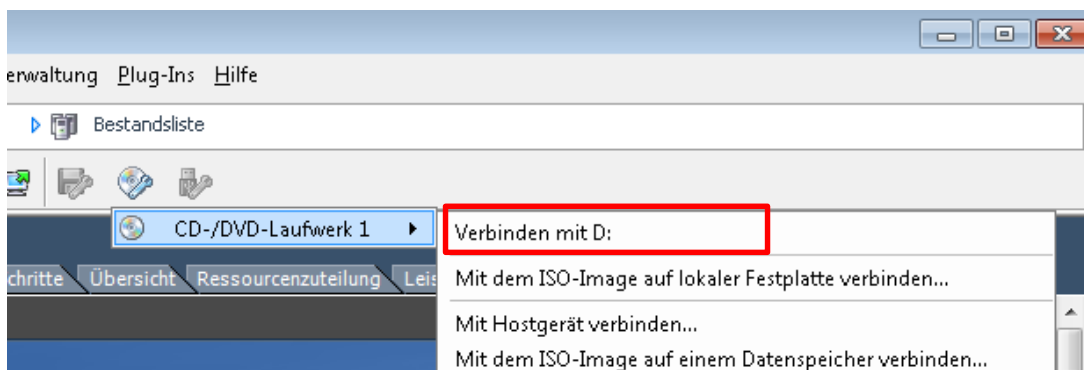 erwaltung Plug-Ins Hilfe
Bestandsliste
CD-/DVD-Laufwerk 1
Verbinden mit D:
Mit dem ISO-Image auf lokaler Festplatte verbinden...
Mit Hostgerät verbinden...
Mit dem ISO-Image auf einem Datenspeicher verbinden...
chritte Übersicht Ressourcenzuteilung Leis